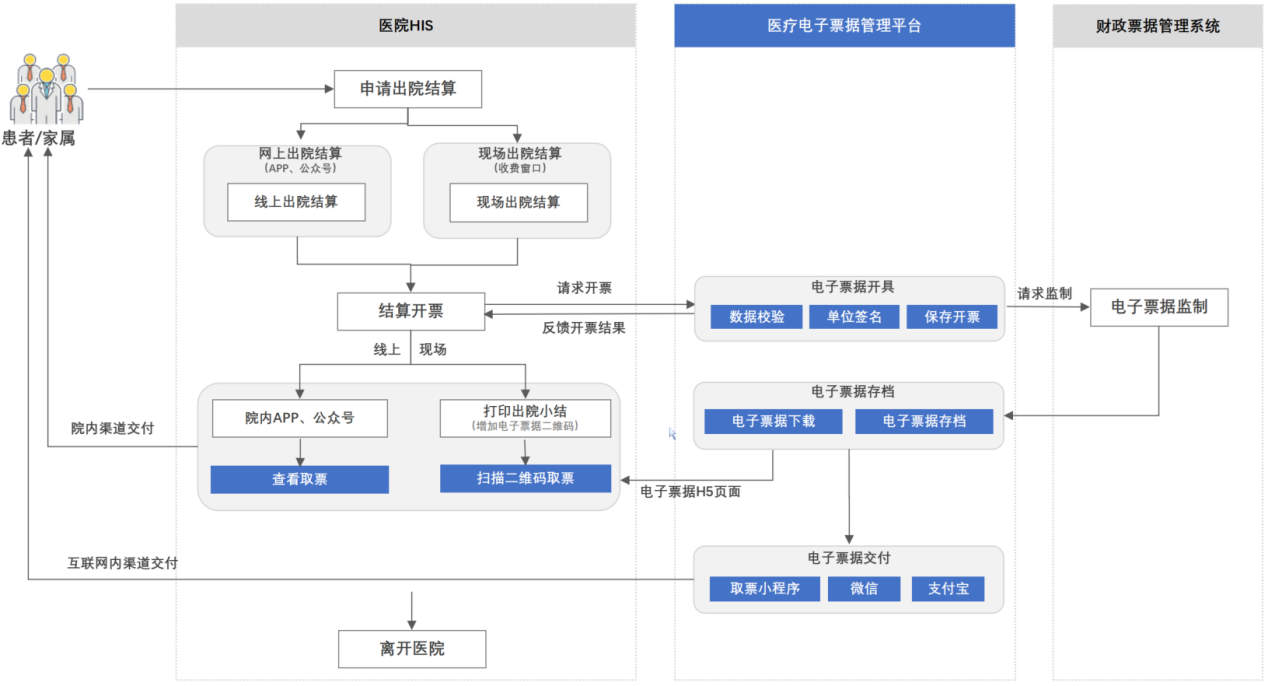 医院HIS
医疗电子票据管理平台
财政票据管理系统
患者/家属
申请出院结算
网上出院结算
(APP、公众号)
线上出院结算
现场出院结算
(收费窗口)
现场出院结算
结算开票
请求开票
反馈开票结果
电子票据开具
数据校验
单位签名
保存开票
请求监制
电子票据监制
线上
现场
院内APP、公众号
查看取票
打印出院小结
(增加电子票据二维码)
扫描二维码取票
院内渠道交付
电子票据存档
电子票据下载
电子票据存档
电子票据H5页面
互联网内渠道交付
电子票据交付
取票小程序
微信
支付宝
离开医院